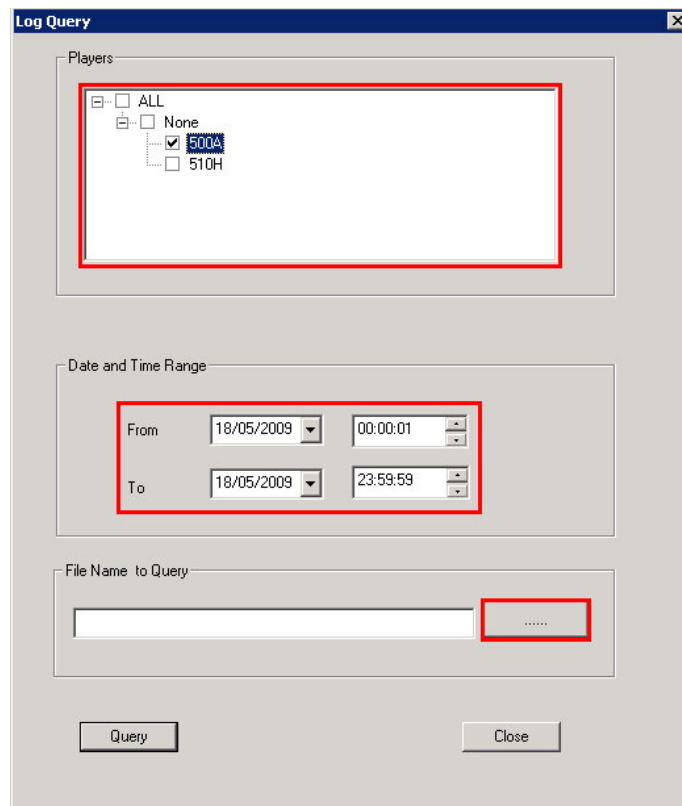 Log Query
Players
ALL
None
500A
510H
Date and Time Range
From 18/05/2009 00:00:01
To 18/05/2009 23:59:59
File Name to Query
......
Query Close